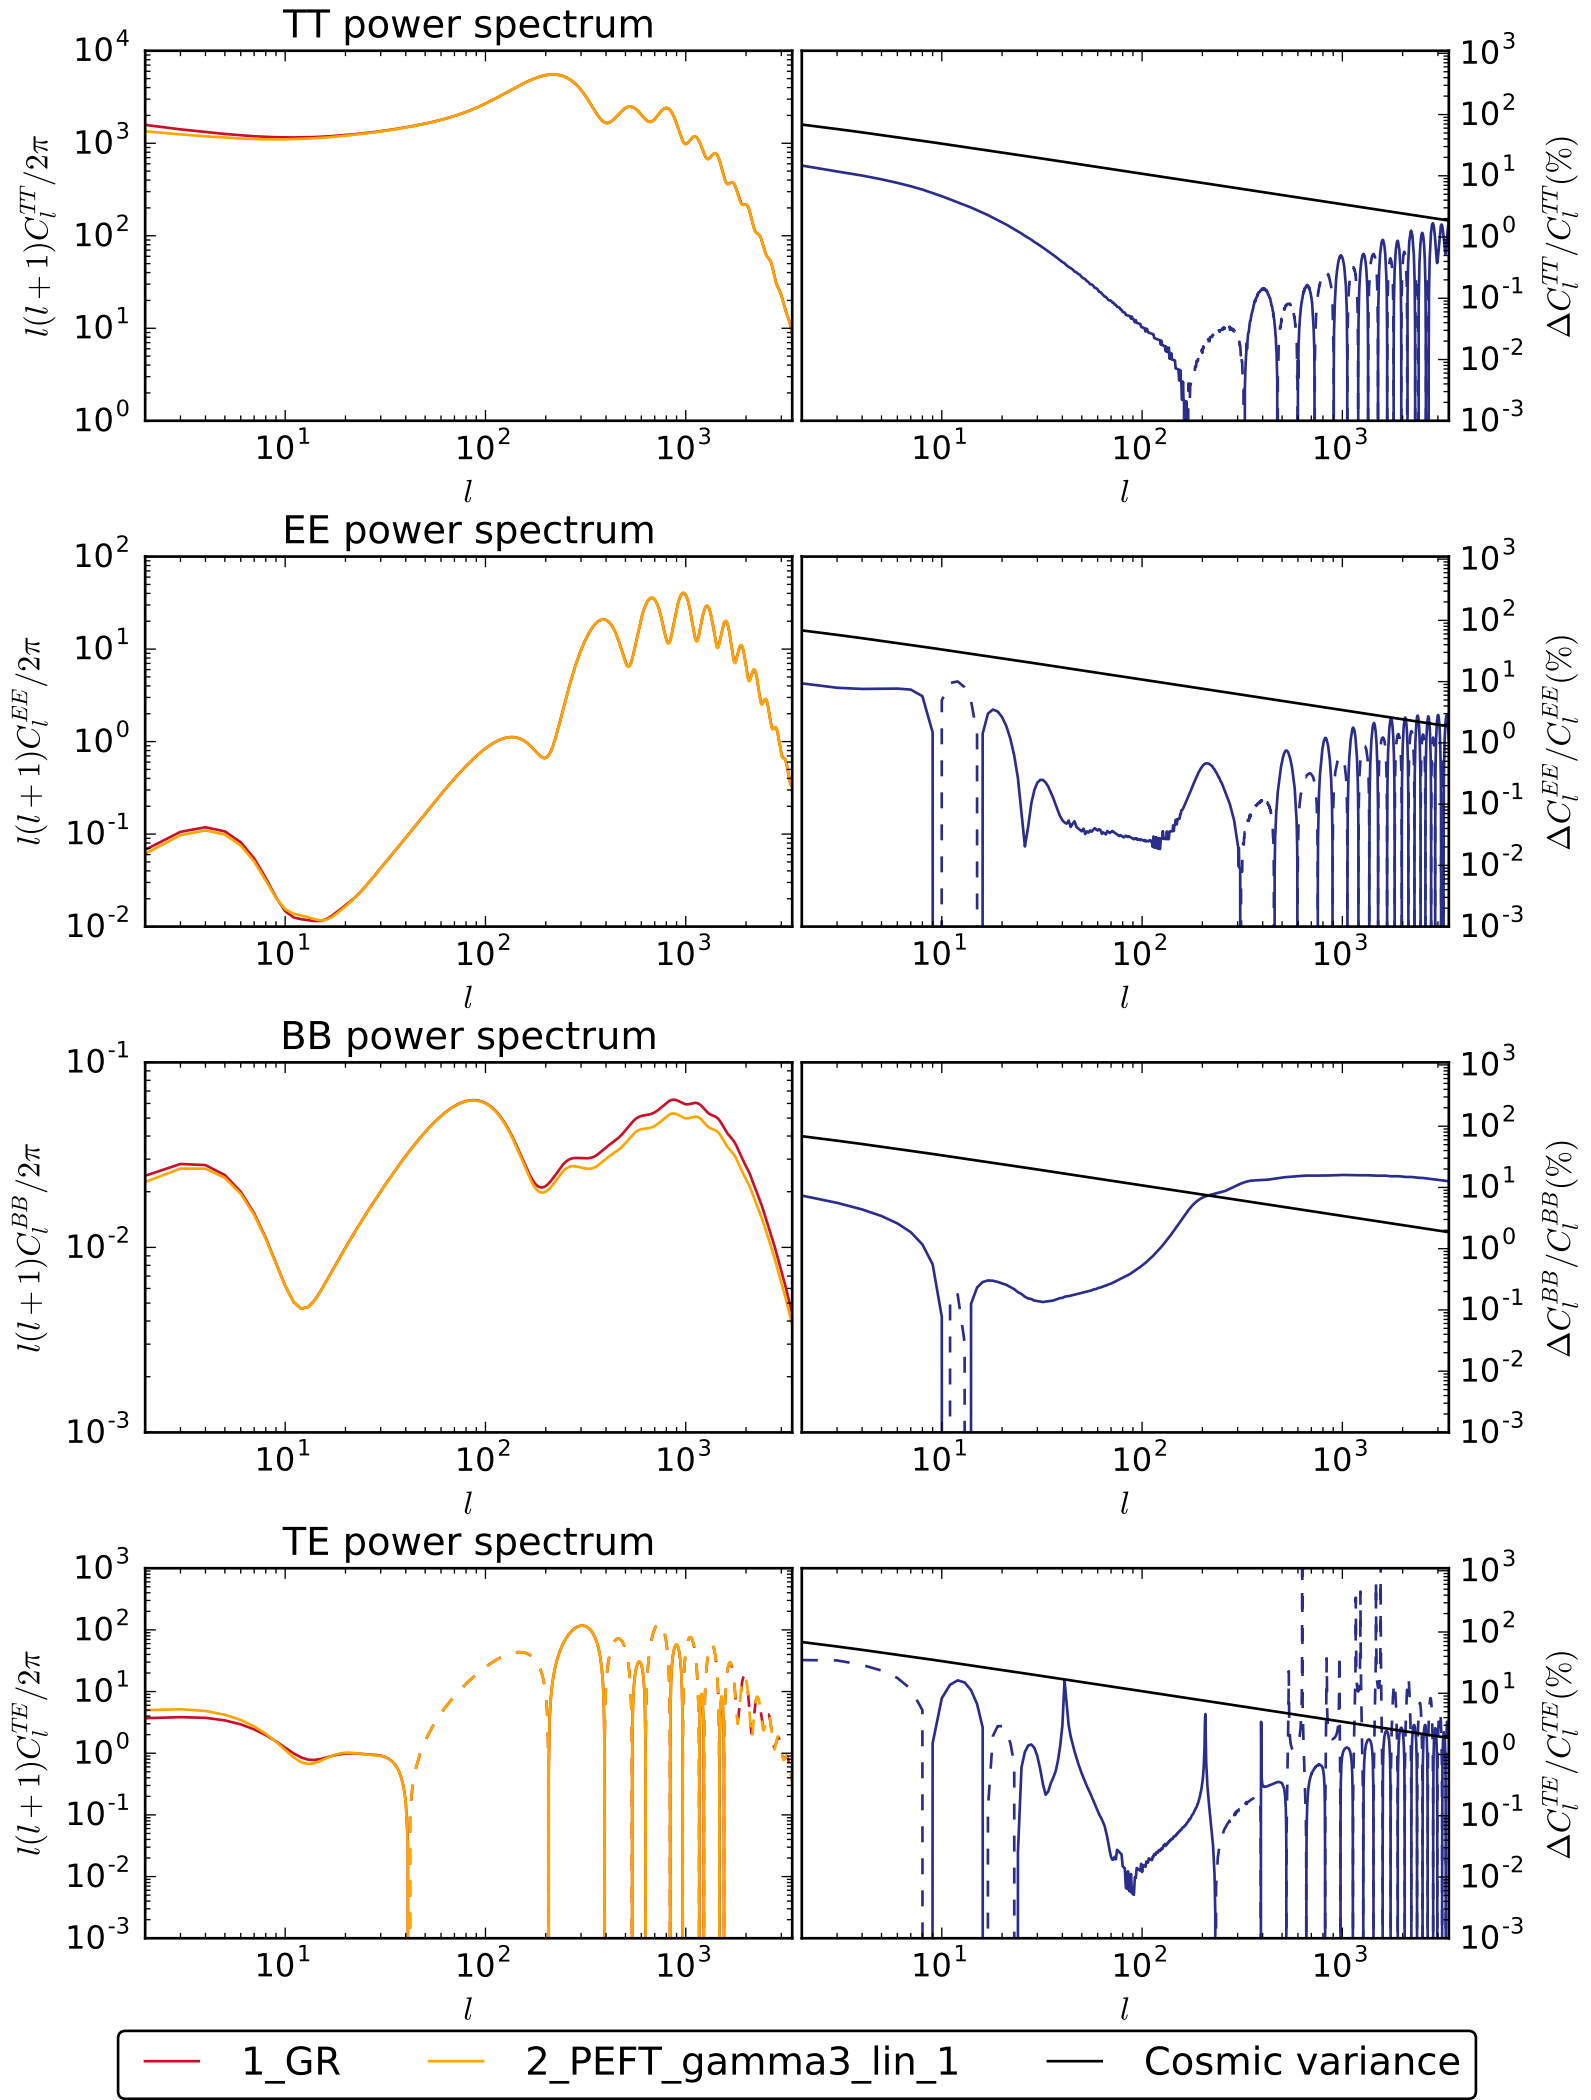 TT power spectrum
l(l + 1)C_l^{TT}/2π
10^4
10^3
10^2
10^1
10^0
10^1 10^2 10^3
l
10^1 10^2 10^3
l
10^3
10^2
10^1
10^0
10^-1
10^-2
10^-3
ΔC_l^{TT}/C_l^{TT}(%)
EE power spectrum
l(l + 1)C_l^{EE}/2π
10^2
10^1
10^0
10^-1
10^-2
10^1 10^2 10^3
l
10^1 10^2 10^3
l
10^3
10^2
10^1
10^0
10^-1
10^-2
10^-3
ΔC_l^{EE}/C_l^{EE}(%)
BB power spectrum
l(l + 1)C_l^{BB}/2π
10^-1
10^-2
10^-3
10^1 10^2 10^3
l
10^1 10^2 10^3
l
10^3
10^2
10^1
10^0
10^-1
10^-2
10^-3
ΔC_l^{BB}/C_l^{BB}(%)
TE power spectrum
l(l + 1)C_l^{TE}/2π
10^3
10^2
10^1
10^0
10^-1
10^-2
10^-3
10^1 10^2 10^3
l
10^1 10^2 10^3
l
10^3
10^2
10^1
10^0
10^-1
10^-2
10^-3
ΔC_l^{TE}/C_l^{TE}(%)
1_GR 2_PEFT_gamma3_lin_1 Cosmic variance